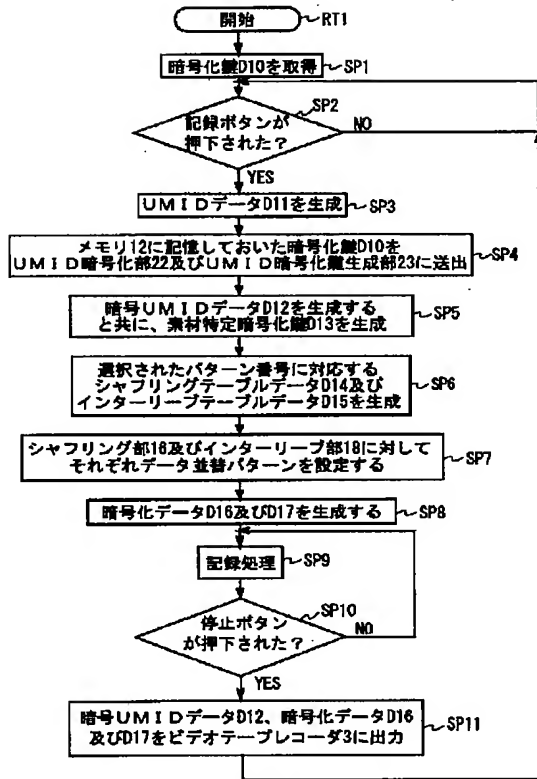 開始
RT1
暗号化鍵D10を取得
SP1
SP2
記録ボタンが
押下された？
NO
YES
UMIDデータD11を生成
SP3
メモリ12に記憶しておいた暗号化鍵D10を
UMID暗号化部22及びUMID暗号化鍵生成部23に送出
SP4
暗号UMIDデータD12を生成する
と共に、素材特定暗号化鍵D13を生成
SP5
選択されたパターン番号に対応する
シャフリングテーブルデータD14及び
インターリーブテーブルデータD15を生成
SP6
シャフリング部16及びインターリーブ部18に対して
それぞれデータ並替パターンを設定する
SP7
暗号化データD16及びD17を生成する
SP8
記録処理
SP9
SP10
停止ボタン
が押下された？
NO
YES
暗号UMIDデータD12、暗号化データD16
及びD17をビデオテープレコーダ3に出力
SP11